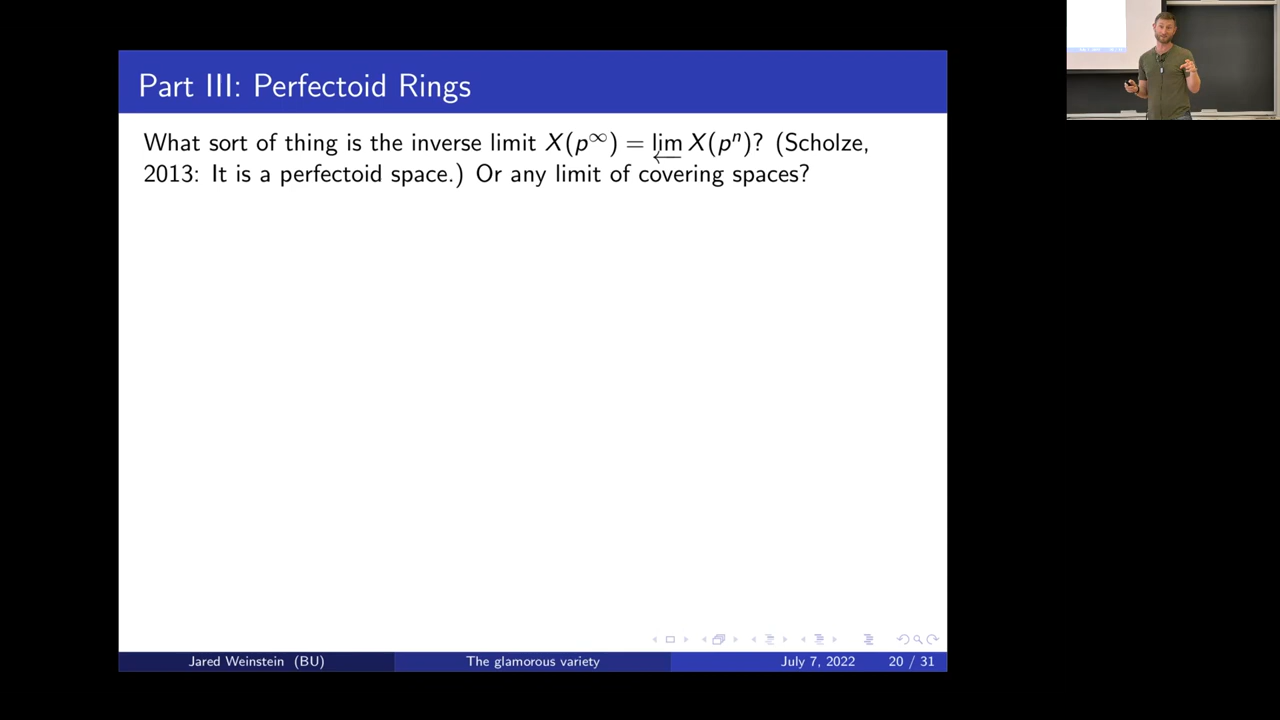 Part III: Perfectoid Rings
What sort of thing is the inverse limit X(p^∞) = lim← X(p^n)? (Scholze,
2013: It is a perfectoid space.) Or any limit of covering spaces?
Jared Weinstein (BU) The glamorous variety July 7, 2022 20 / 31